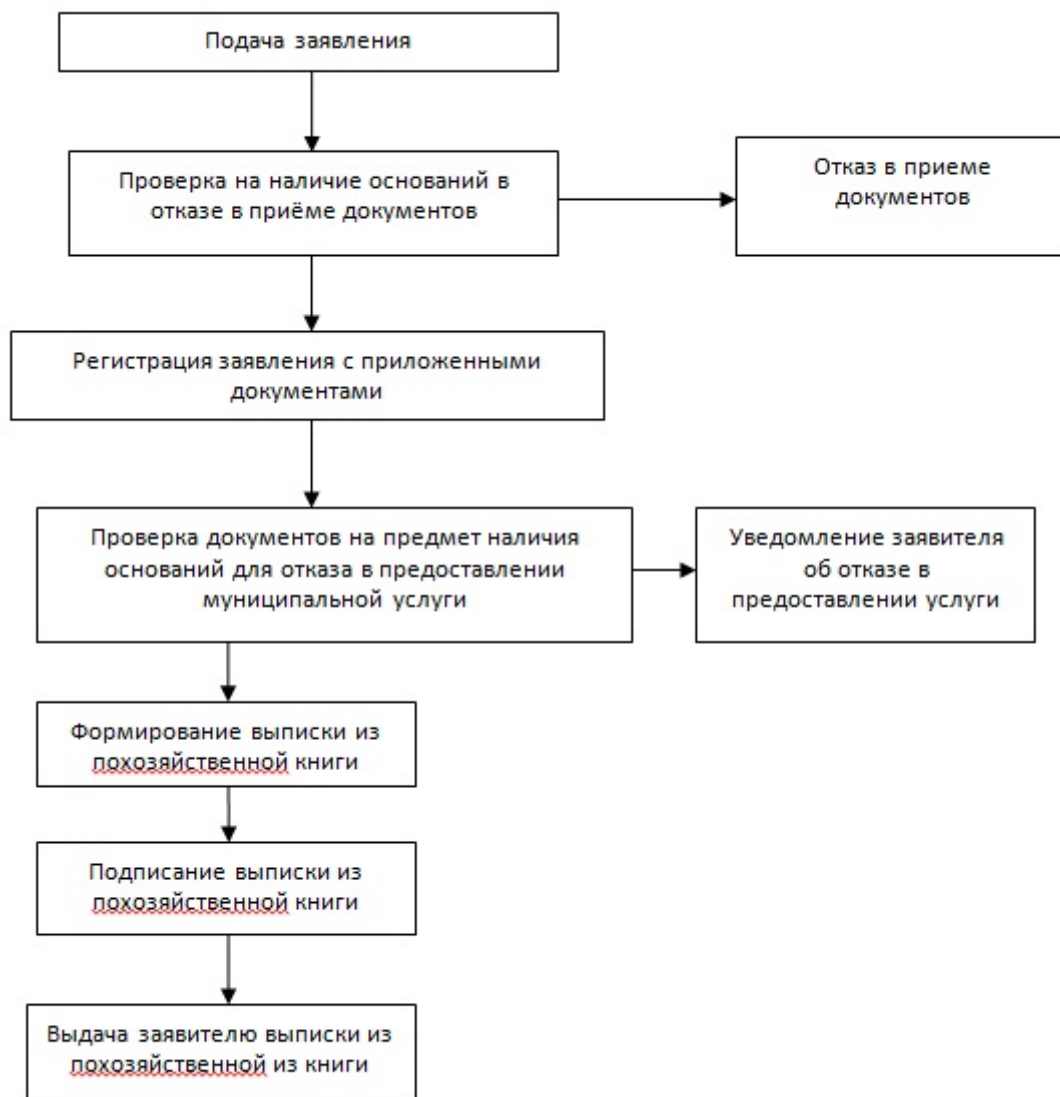 Подача заявления
Проверка на наличие оснований в
отказе в приёме документов
Отказ в приеме
документов
Регистрация заявления с приложенными
документами
Проверка документов на предмет наличия
оснований для отказа в предоставлении
муниципальной услуги
Уведомление заявителя
об отказе в
предоставлении услуги
Формирование выписки из
похозяйственной книги
Подписание выписки из
похозяйственной книги
Выдача заявителю выписки из
похозяйственной из книги